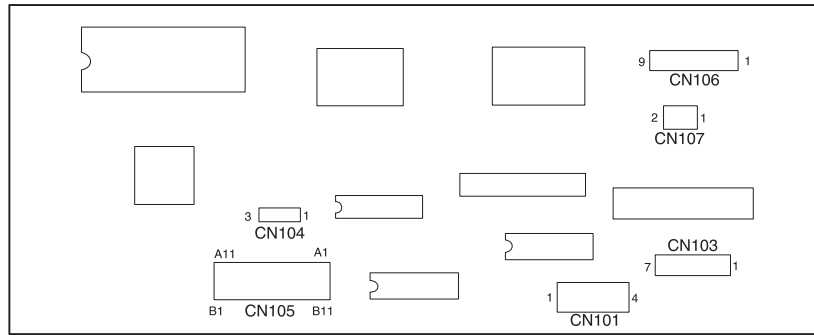 9 1
CN106
2 1
CN107
3 1
CN104
A11 A1
B1 CN105 B11
CN103
7 1
1 4
CN101